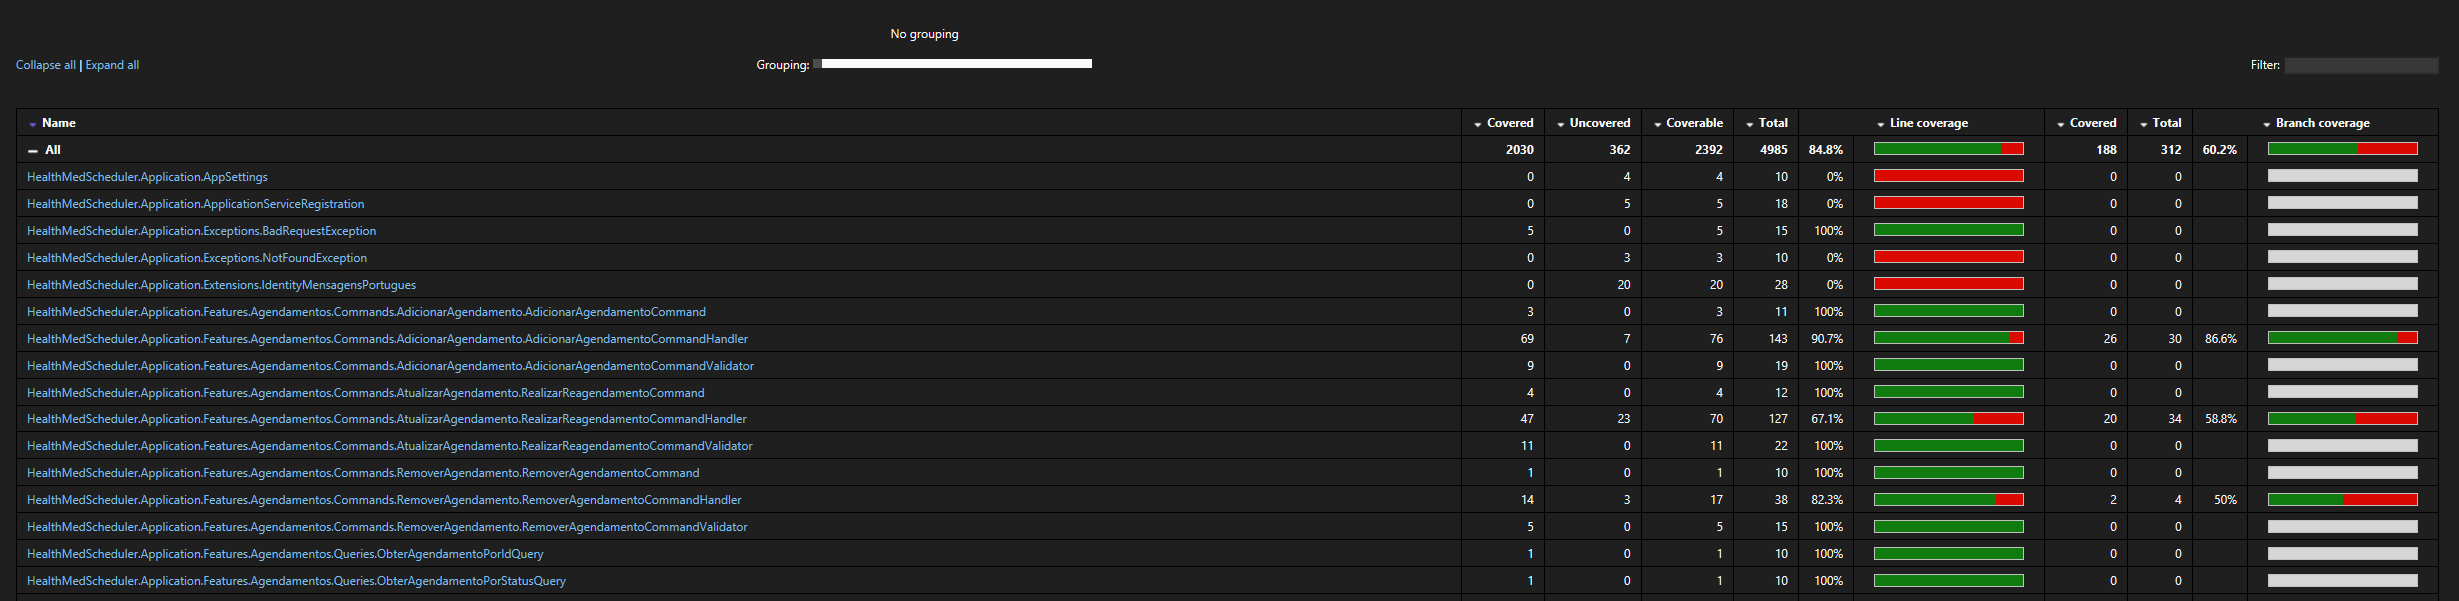 No grouping
Collapse all | Expand all Grouping: Filter:
Name Covered Uncovered Coverable Total Line coverage Covered Total Branch coverage
All 2030 362 2392 4985 84.8% 188 312 60.2%
HealthMedScheduler.Application.AppSettings 0 4 4 10 0% 0 0
HealthMedScheduler.Application.ApplicationServiceRegistration 0 5 5 18 0% 0 0
HealthMedScheduler.Application.Exceptions.BadRequestException 5 0 5 15 100% 0 0
HealthMedScheduler.Application.Exceptions.NotFoundException 0 3 3 10 0% 0 0
HealthMedScheduler.Application.Extensions.IdentityMensagensPortugues 0 20 20 28 0% 0 0
HealthMedScheduler.Application.Features.Agendamentos.Commands.AdicionarAgendamento.AdicionarAgendamentoCommand 3 0 3 11 100% 0 0
HealthMedScheduler.Application.Features.Agendamentos.Commands.AdicionarAgendamento.AdicionarAgendamentoCommandHandler 69 7 76 143 90.7% 26 30 86.6%
HealthMedScheduler.Application.Features.Agendamentos.Commands.AdicionarAgendamento.AdicionarAgendamentoCommandValidator 9 0 9 19 100% 0 0
HealthMedScheduler.Application.Features.Agendamentos.Commands.AtualizarAgendamento.RealizarReagendamentoCommand 4 0 4 12 100% 0 0
HealthMedScheduler.Application.Features.Agendamentos.Commands.AtualizarAgendamento.RealizarReagendamentoCommandHandler 47 23 70 127 67.1% 20 34 58.8%
HealthMedScheduler.Application.Features.Agendamentos.Commands.AtualizarAgendamento.RealizarReagendamentoCommandValidator 11 0 11 22 100% 0 0
HealthMedScheduler.Application.Features.Agendamentos.Commands.RemoverAgendamento.RemoverAgendamentoCommand 1 0 1 10 100% 0 0
HealthMedScheduler.Application.Features.Agendamentos.Commands.RemoverAgendamento.RemoverAgendamentoCommandHandler 14 3 17 38 82.3% 2 4 50%
HealthMedScheduler.Application.Features.Agendamentos.Commands.RemoverAgendamento.RemoverAgendamentoCommandValidator 5 0 5 15 100% 0 0
HealthMedScheduler.Application.Features.Agendamentos.Queries.ObterAgendamentoPorIdQuery 1 0 1 10 100% 0 0
HealthMedScheduler.Application.Features.Agendamentos.Queries.ObterAgendamentoPorStatusQuery 1 0 1 10 100% 0 0